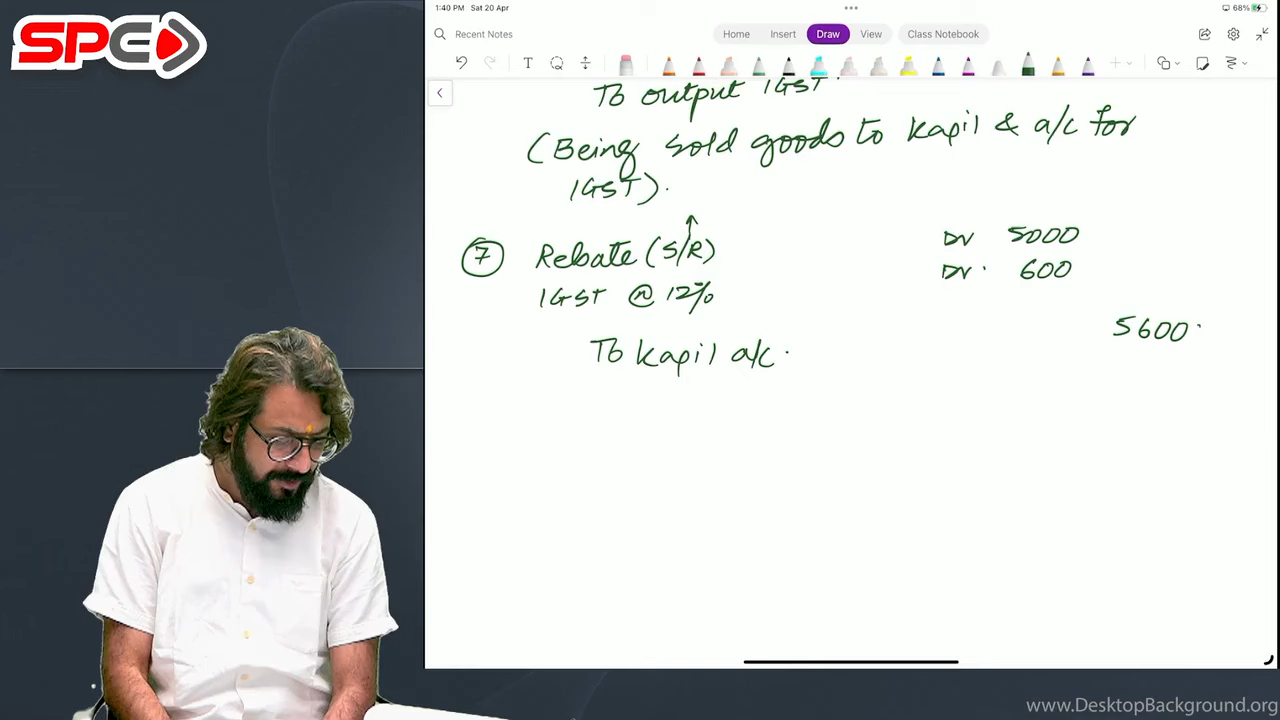 SPE
1:40 PM Sat 20 Apr
68%
Recent Notes
Home Insert Draw View Class Notebook
T
To output IGST.
(Being sold goods to Kapil & a/c for
IGST).
7 Rebate (S/R) Dr 5000
IGST @ 12% Dr. 600
To Kapil a/c. 5600.
www.DesktopBackground.org